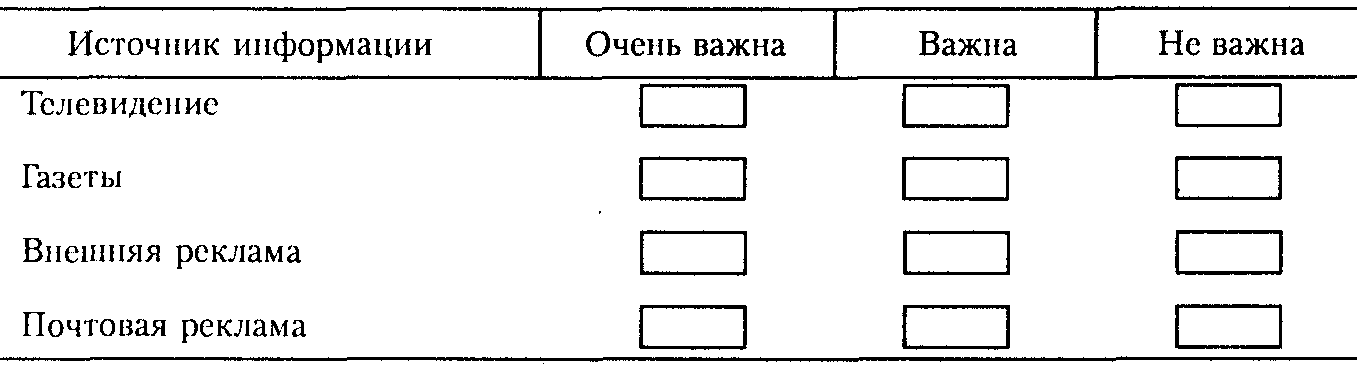 Источник информации Очень важна Важна Не важна
Телевидение
Газеты
Внешняя реклама
Почтовая реклама